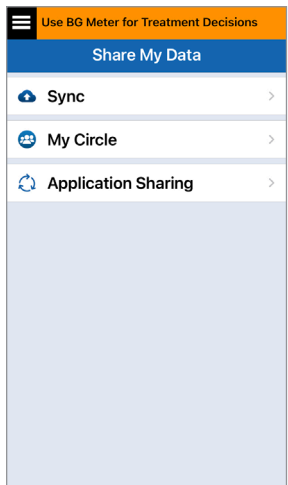 Use BG Meter for Treatment Decisions
Share My Data
Sync
My Circle
Application Sharing